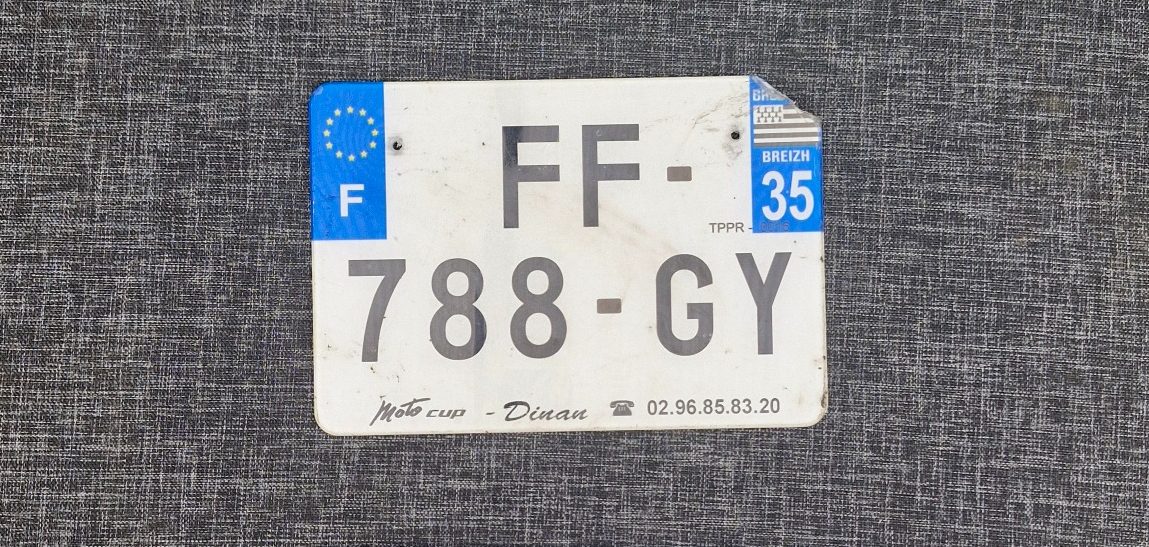 F
FF-
BREIZH
35
TPPR -
788-GY
Moto cup - Dinan ☎ 02.96.85.83.20